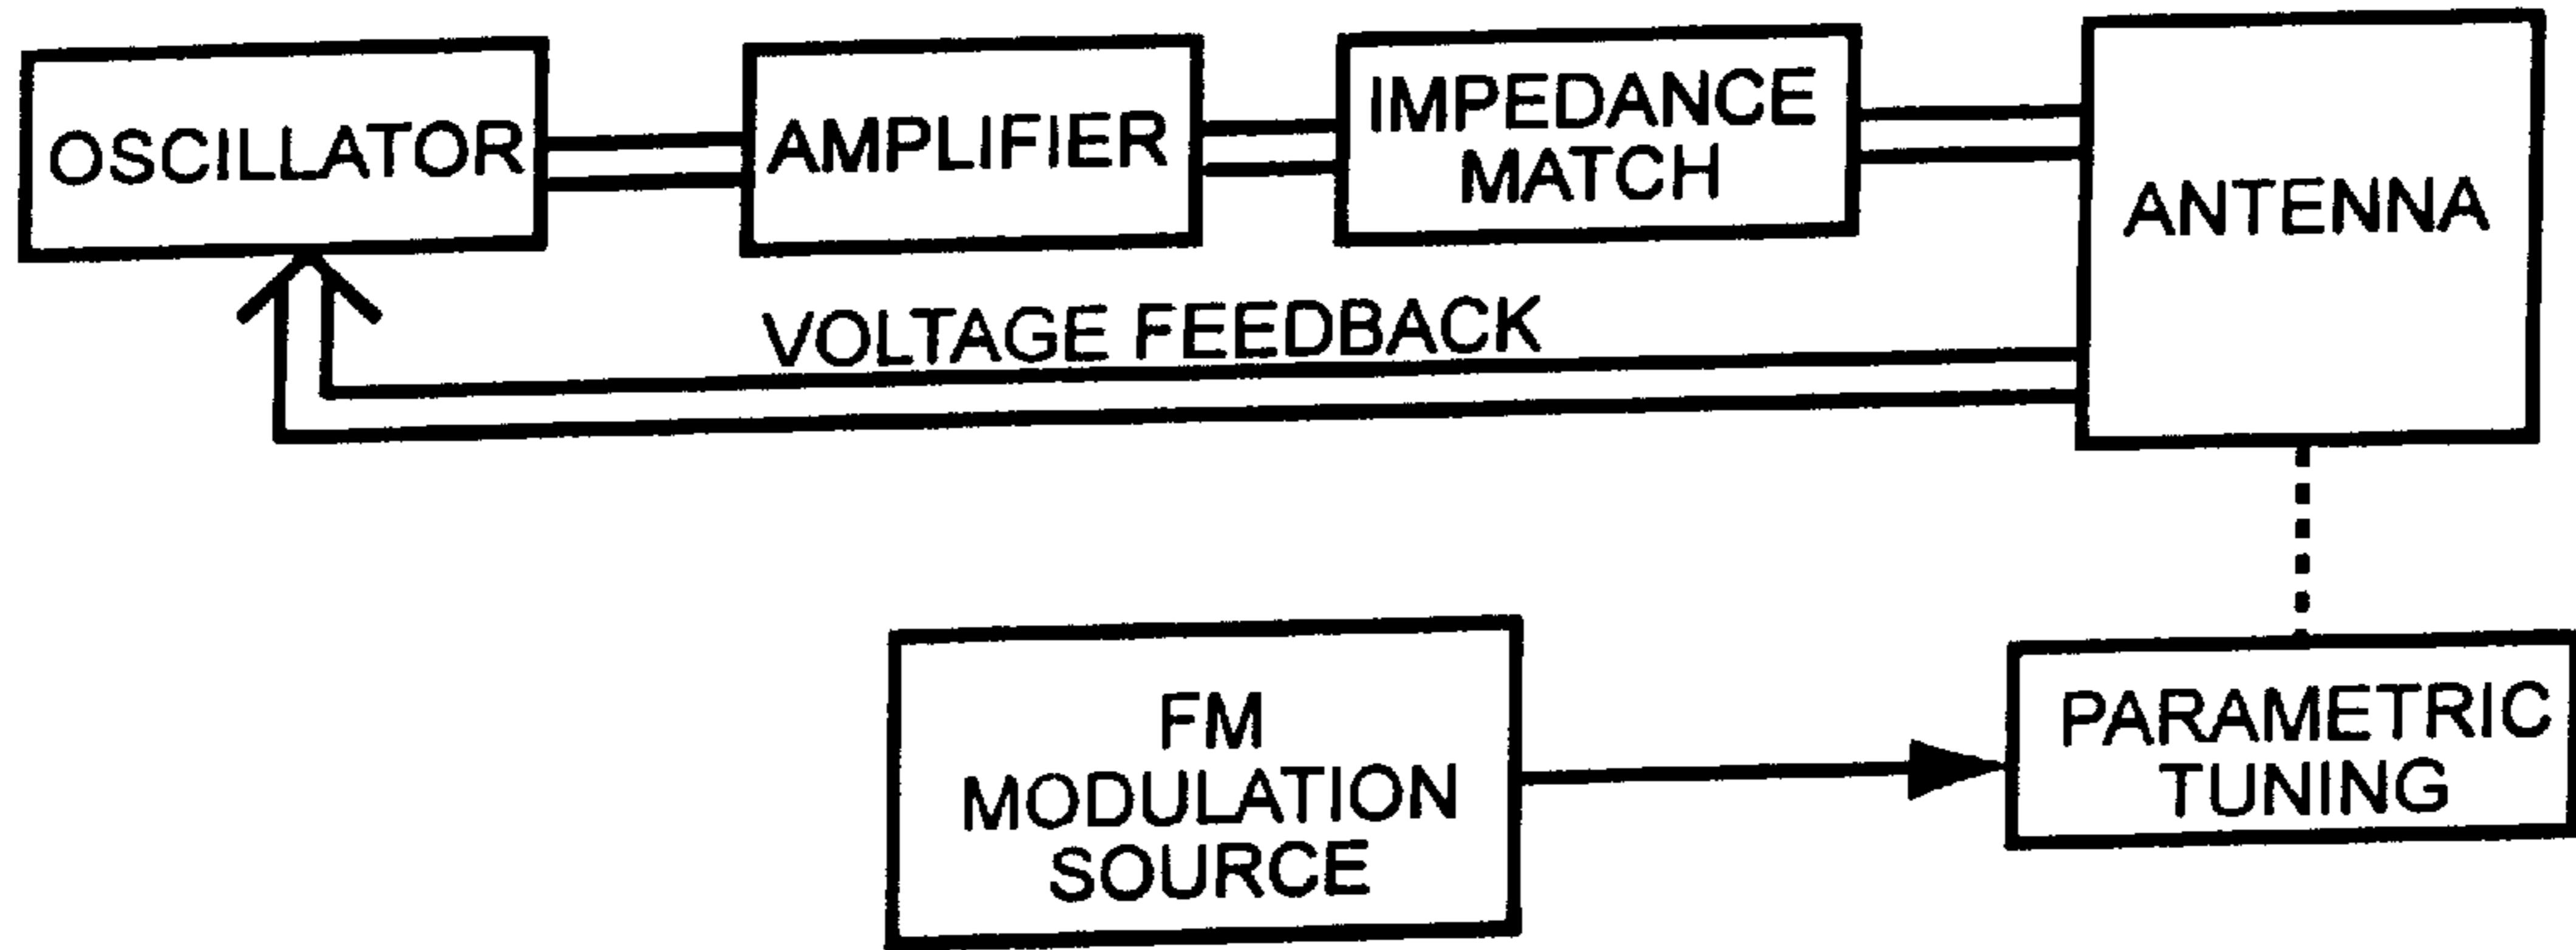 OSCILLATOR
AMPLIFIER
IMPEDANCE
MATCH
ANTENNA
VOLTAGE FEEDBACK
FM
MODULATION
SOURCE
PARAMETRIC
TUNING